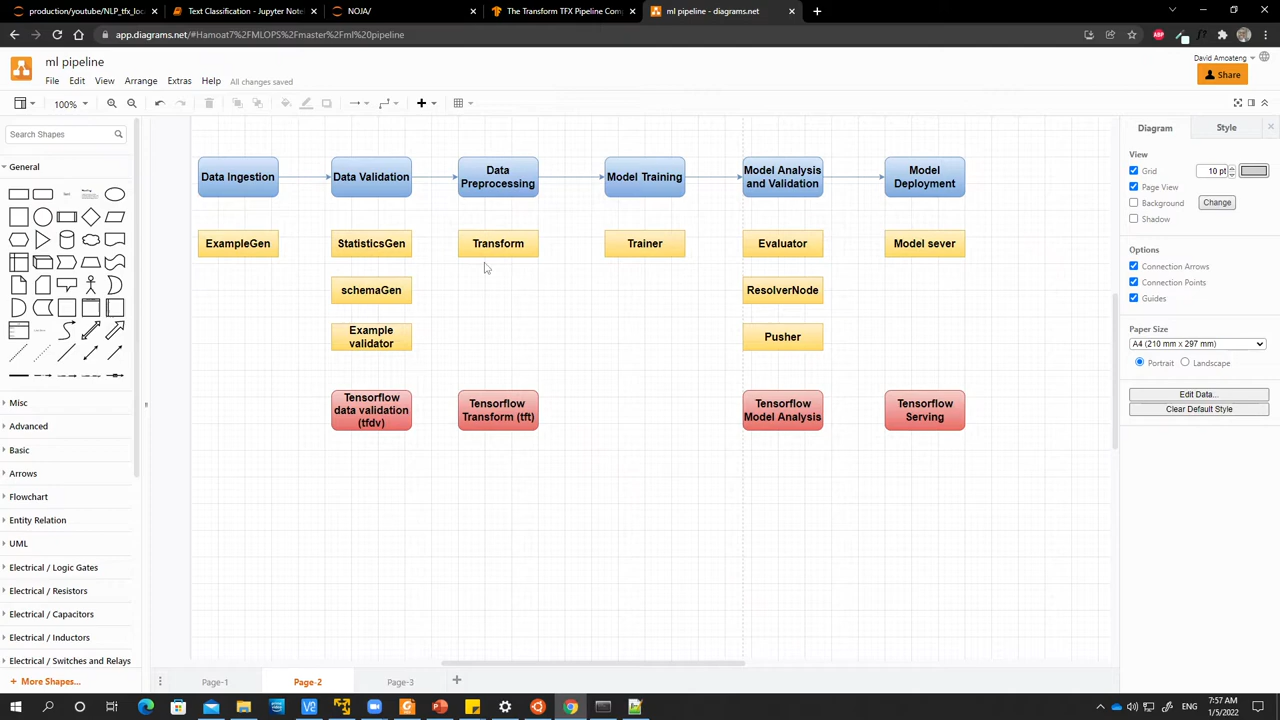 production/youtube/NLP_tfx_loc
Text Classification - Jupyter Note
NOJA/
The Transform TFX Pipeline Com
ml pipeline - diagrams.net
app.diagrams.net/#Hamoat7%2FMLOPS%2Fmaster%2Fml%20pipeline
ml pipeline
David Amoateng
File Edit View Arrange Extras Help All changes saved
Share
100%
Search Shapes
General
Text
Misc
Advanced
Basic
Arrows
Flowchart
Entity Relation
UML
Electrical / Logic Gates
Electrical / Resistors
Electrical / Capacitors
Electrical / Inductors
Electrical / Switches and Relays
+ More Shapes...
Data Ingestion
Data Validation
Data
Preprocessing
Model Training
Model Analysis
and Validation
Model
Deployment
ExampleGen
StatisticsGen
Transform
Trainer
Evaluator
Model sever
schemaGen
ResolverNode
Example
validator
Pusher
Tensorflow
data validation
(tfdv)
Tensorflow
Transform (tft)
Tensorflow
Model Analysis
Tensorflow
Serving
Diagram
Style
View
Grid
10 pt
Page View
Background
Change
Shadow
Options
Connection Arrows
Connection Points
Guides
Paper Size
A4 (210 mm x 297 mm)
Portrait
Landscape
Edit Data...
Clear Default Style
Page-1
Page-2
Page-3
ENG
7:57 AM
1/5/2022